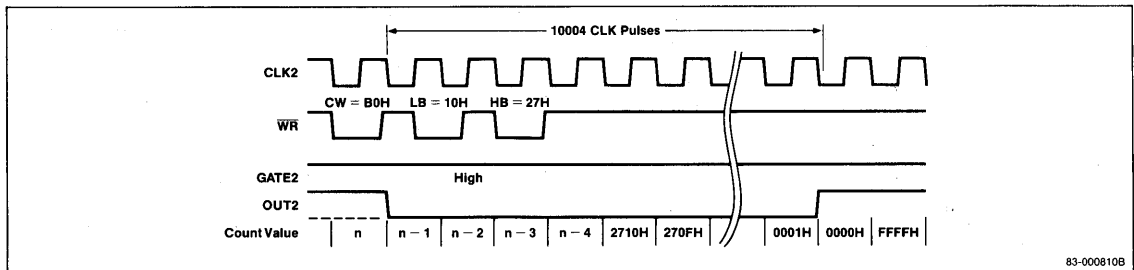 10004 CLK Pulses
CLK2
CW = B0H LB = 10H HB = 27H
WR
GATE2 High
OUT2
Count Value n n − 1 n − 2 n − 3 n − 4 2710H 270FH 0001H 0000H FFFFH
83-000810B